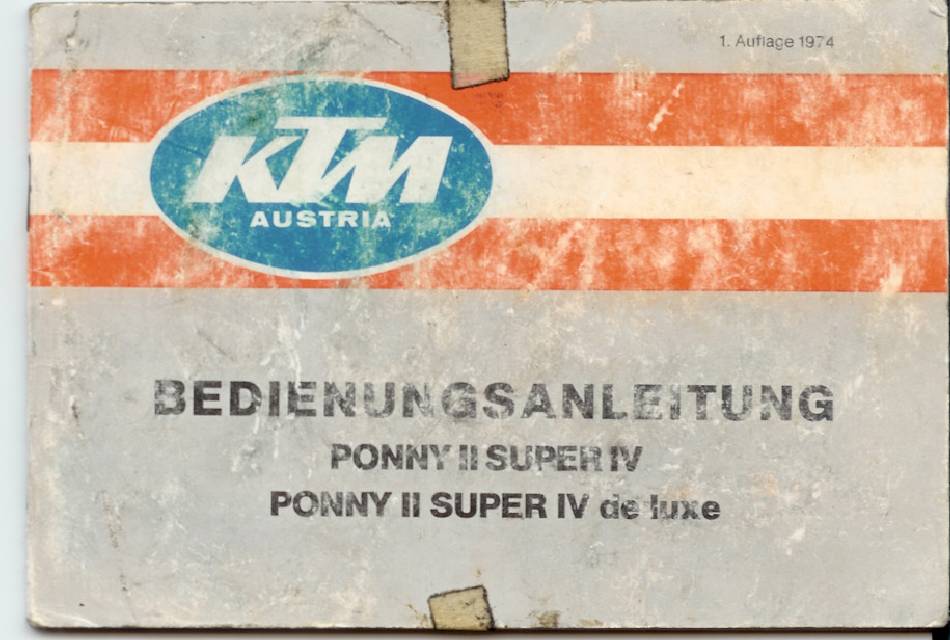 1. Auflage 1974
KTM
AUSTRIA
BEDIENUNGSANLEITUNG
PONNY II SUPER IV
PONNY II SUPER IV de luxe